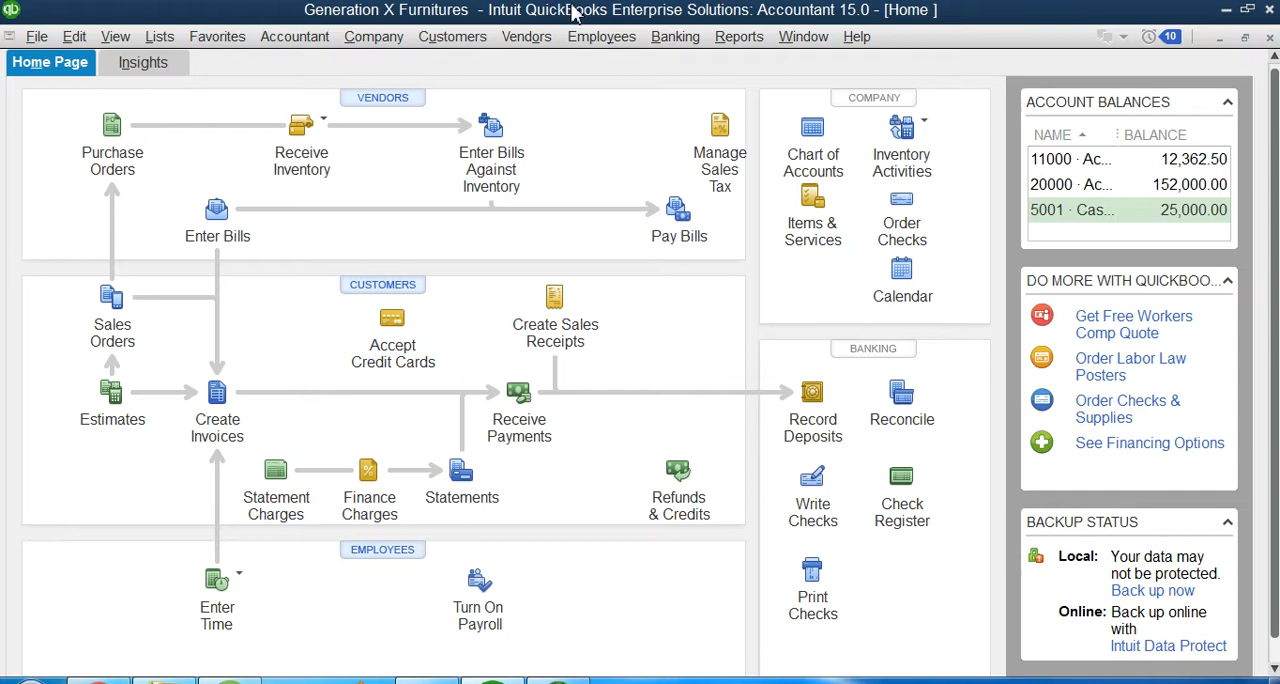 qb
Generation X Furnitures - Intuit QuickBooks Enterprise Solutions: Accountant 15.0 - [Home ]
File Edit View Lists Favorites Accountant Company Customers Vendors Employees Banking Reports Window Help
10
Home Page
Insights
VENDORS
Purchase
Orders
Receive
Inventory
Enter Bills
Against
Inventory
Manage
Sales
Tax
Enter Bills
Pay Bills
CUSTOMERS
Sales
Orders
Accept
Credit Cards
Create Sales
Receipts
Estimates
Create
Invoices
Receive
Payments
Statement
Charges
Finance
Charges
Statements
Refunds
& Credits
EMPLOYEES
Enter
Time
Turn On
Payroll
COMPANY
Chart of
Accounts
Inventory
Activities
Items &
Services
Order
Checks
Calendar
BANKING
Record
Deposits
Reconcile
Write
Checks
Check
Register
Print
Checks
ACCOUNT BALANCES
NAME BALANCE
11000 · Ac... 12,362.50
20000 · Ac... 152,000.00
5001 · Cas... 25,000.00
DO MORE WITH QUICKBOO...
Get Free Workers
Comp Quote
Order Labor Law
Posters
Order Checks &
Supplies
See Financing Options
BACKUP STATUS
Local: Your data may
not be protected.
Back up now
Online: Back up online
with
Intuit Data Protect